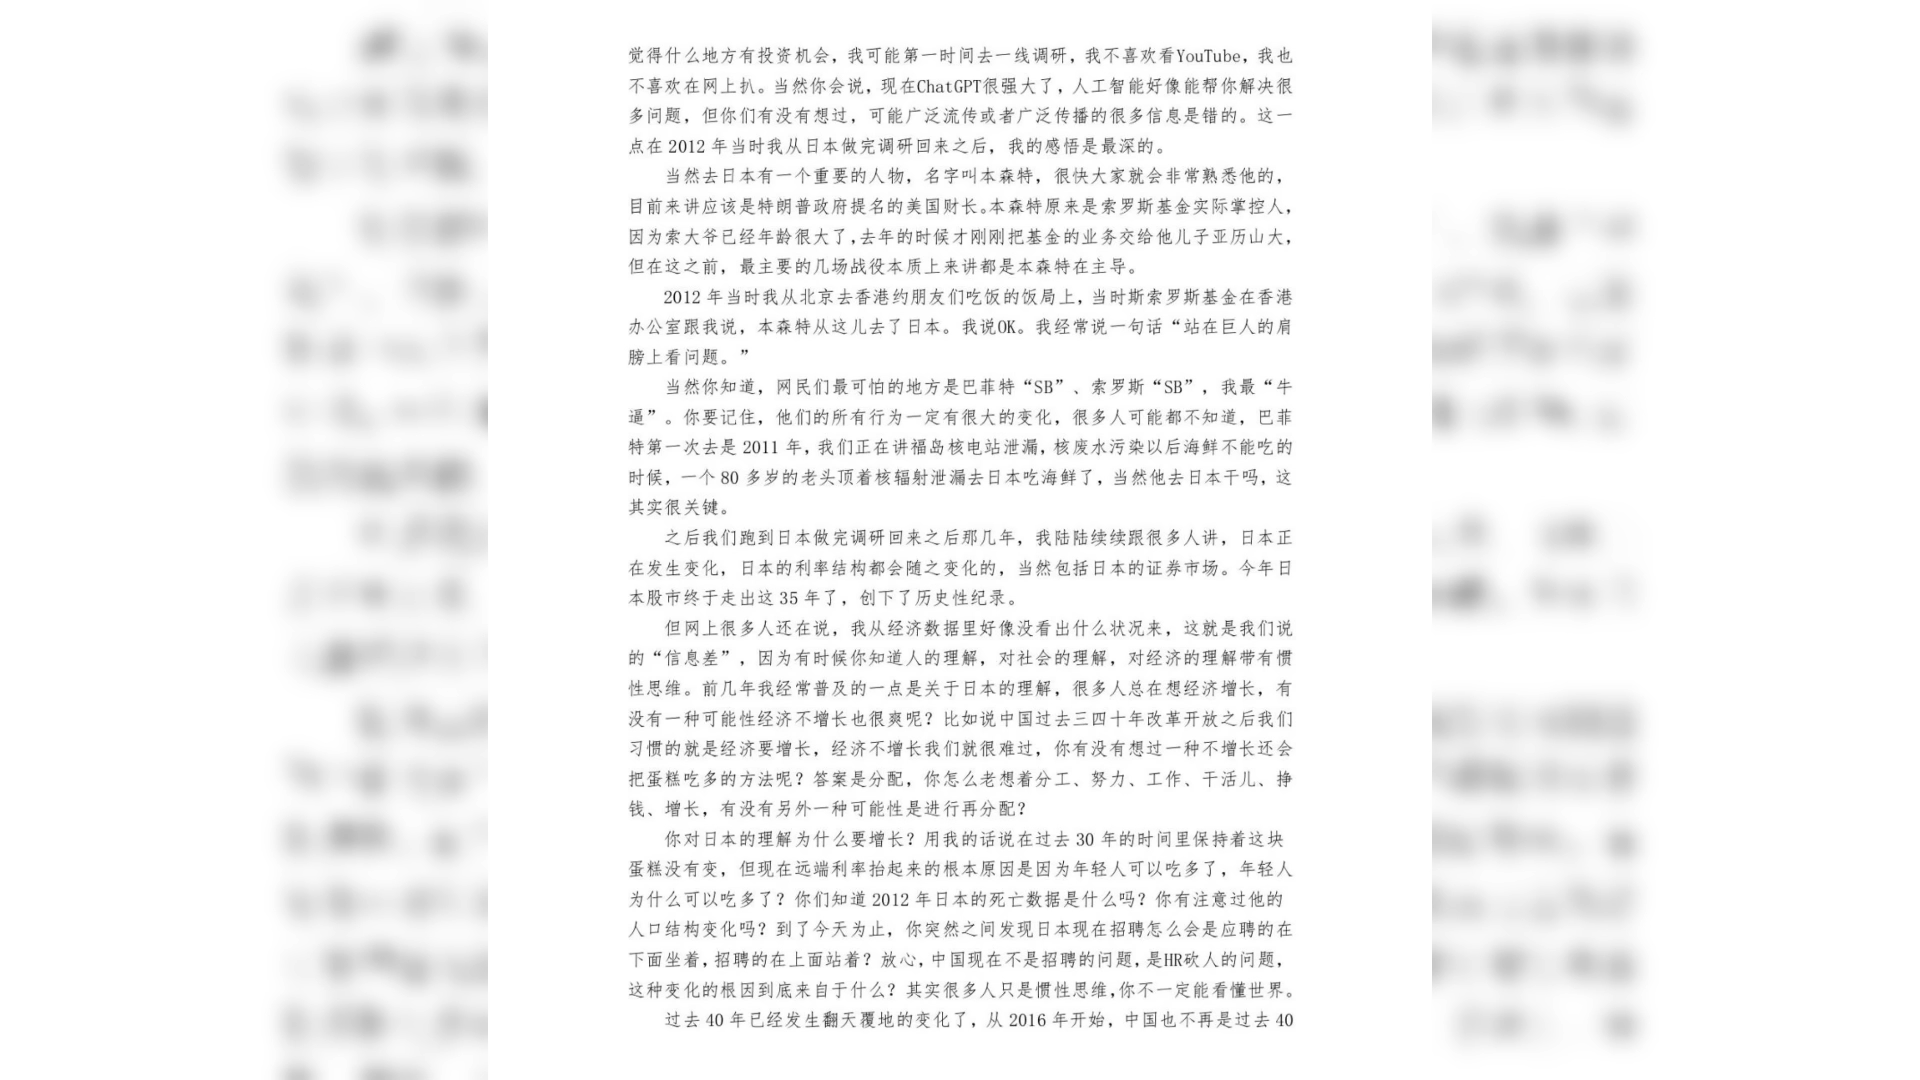 觉得什么地方有投资机会，我可能第一时间去一线调研，我不喜欢看YouTube，我也
不喜欢在网上扒。当然你会说，现在ChatGPT很强大了，人工智能好像能帮你解决很
多问题，但你们有没有想过，可能广泛流传或者广泛传播的很多信息是错的。这一
点在 2012 年当时我从日本做完调研回来之后，我的感悟是最深的。
当然去日本有一个重要的人物，名字叫本森特，很快大家就会非常熟悉他的，
目前来讲应该是特朗普政府提名的美国财长。本森特原来是索罗斯基金实际掌控人，
因为索大爷已经年龄很大了，去年的时候才刚刚把基金的业务交给他儿子亚历山大，
但在这之前，最主要的几场战役本质上来讲都是本森特在主导。
2012 年当时我从北京去香港约朋友们吃饭的饭局上，当时斯索罗斯基金在香港
办公室跟我说，本森特从这儿去了日本。我说OK。我经常说一句话“站在巨人的肩
膀上看问题。”
当然你知道，网民们最可怕的地方是巴菲特“SB”、索罗斯“SB”，我最“牛
逼”。你要记住，他们的所有行为一定有很大的变化，很多人可能都不知道，巴菲
特第一次去是 2011 年，我们正在讲福岛核电站泄漏，核废水污染以后海鲜不能吃的
时候，一个 80 多岁的老头顶着核辐射泄漏去日本吃海鲜了，当然他去日本干吗，这
其实很关键。
之后我们跑到日本做完调研回来之后那几年，我陆陆续续跟很多人讲，日本正
在发生变化，日本的利率结构都会随之变化的，当然包括日本的证券市场。今年日
本股市终于走出这 35 年了，创下了历史性纪录。
但网上很多人还在说，我从经济数据里好像没看出什么状况来，这就是我们说
的“信息差”，因为有时候你知道人的理解，对社会的理解，对经济的理解带有惯
性思维。前几年我经常普及的一点是关于日本的理解，很多人总在想经济增长，有
没有一种可能性经济不增长也很爽呢？比如说中国过去三四十年改革开放之后我们
习惯的就是经济要增长，经济不增长我们就很难过，你有没有想过一种不增长还会
把蛋糕吃多的方法呢？答案是分配，你怎么老想着分工、努力、工作、干活儿、挣
钱、增长，有没有另外一种可能性是进行再分配？
你对日本的理解为什么要增长？用我的话说在过去 30 年的时间里保持着这块
蛋糕没有变，但现在远端利率抬起来的根本原因是因为年轻人可以吃多了，年轻人
为什么可以吃多了？你们知道 2012 年日本的死亡数据是什么吗？你有注意过他的
人口结构变化吗？到了今天为止，你突然之间发现日本现在招聘怎么会是应聘的在
下面坐着，招聘的在上面站着？放心，中国现在不是招聘的问题，是HR砍人的问题，
这种变化的根因到底来自于什么？其实很多人只是惯性思维，你不一定能看懂世界。
过去 40 年已经发生翻天覆地的变化了，从 2016 年开始，中国也不再是过去 40